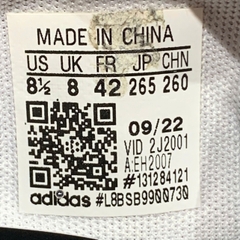 MADE IN CHINA
US UK FR JP CHN
8½ 8 42 265 260
09/22
VID 2J2001
A:EH2007
#:131284121
adidas #L8BSB9900730